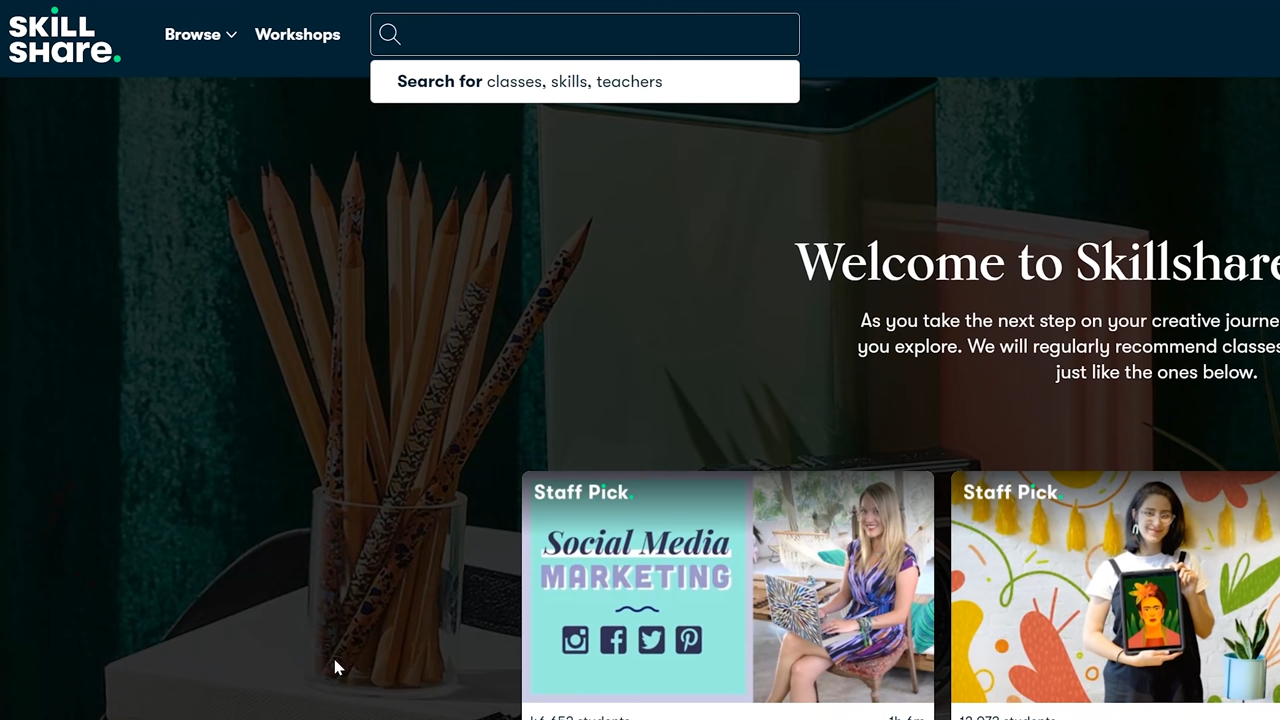 SKILL
SHare.
Browse
Workshops
Search for classes, skills, teachers
Welcome to Skillshare
As you take the next step on your creative journe
you explore. We will regularly recommend classes
just like the ones below.
Staff Pick.
Social Media
MARKETING
Staff Pick.